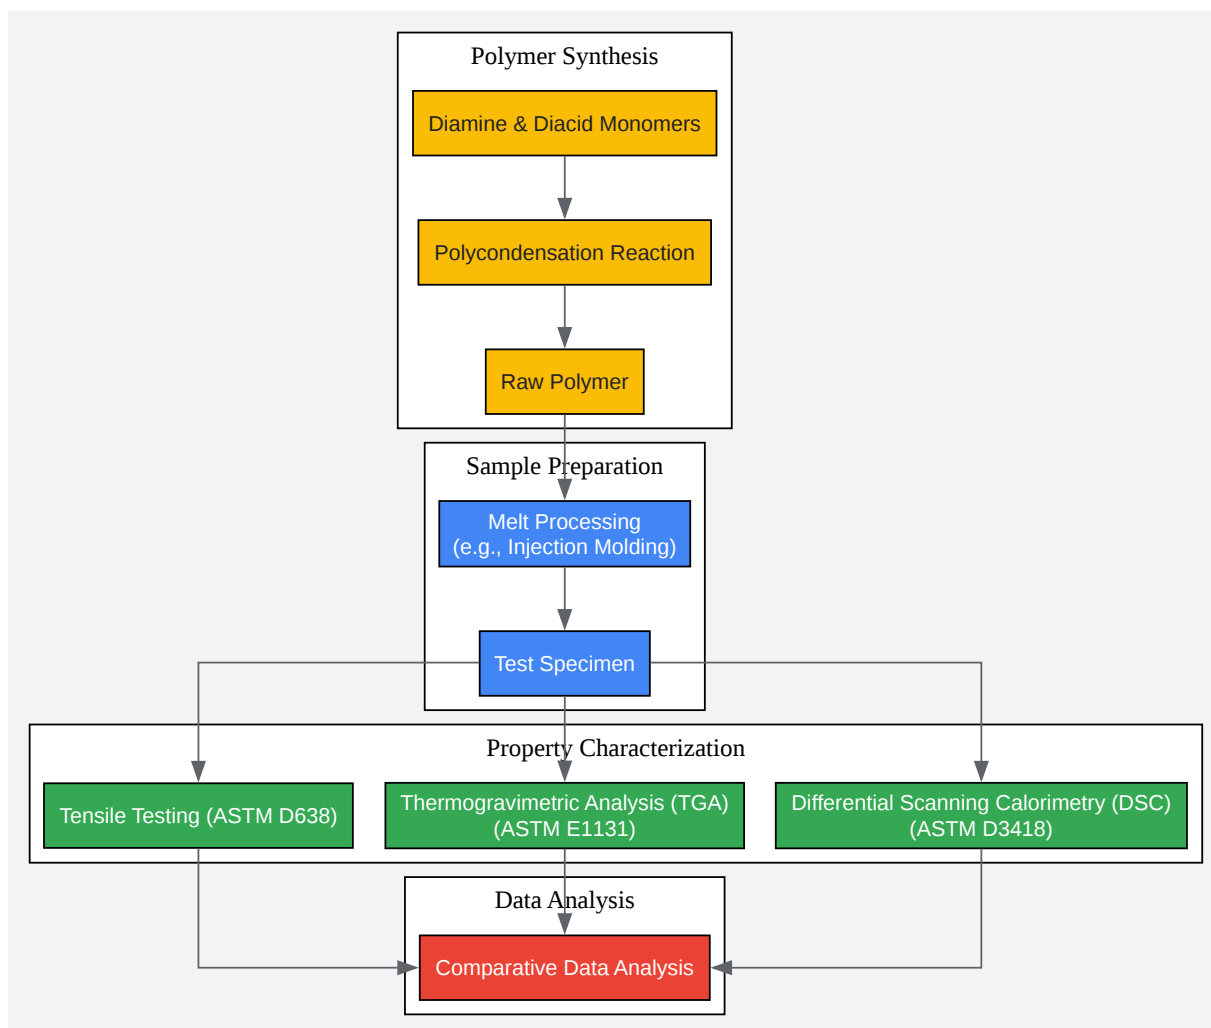 Polymer Synthesis
Diamine & Diacid Monomers
Polycondensation Reaction
Raw Polymer
Sample Preparation
Melt Processing
(e.g., Injection Molding)
Test Specimen
Property Characterization
Tensile Testing (ASTM D638)
Thermogravimetric Analysis (TGA)
(ASTM E1131)
Differential Scanning Calorimetry (DSC)
(ASTM D3418)
Data Analysis
Comparative Data Analysis